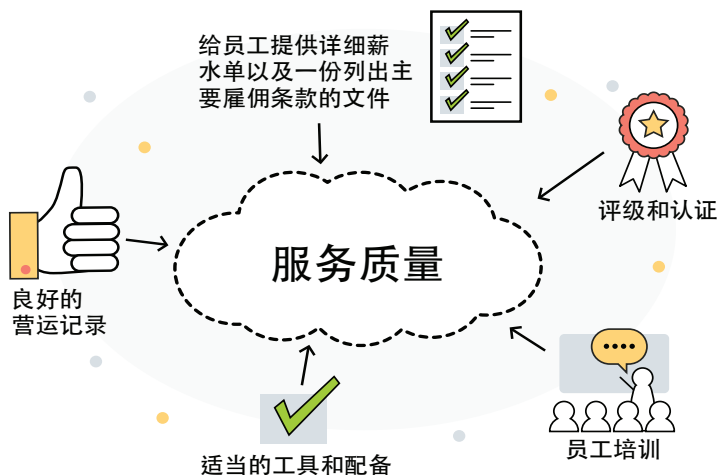 给员工提供详细薪
水单以及一份列出主
要雇佣条款的文件
评级和认证
服务质量
良好的
营运记录
员工培训
适当的工具和配备